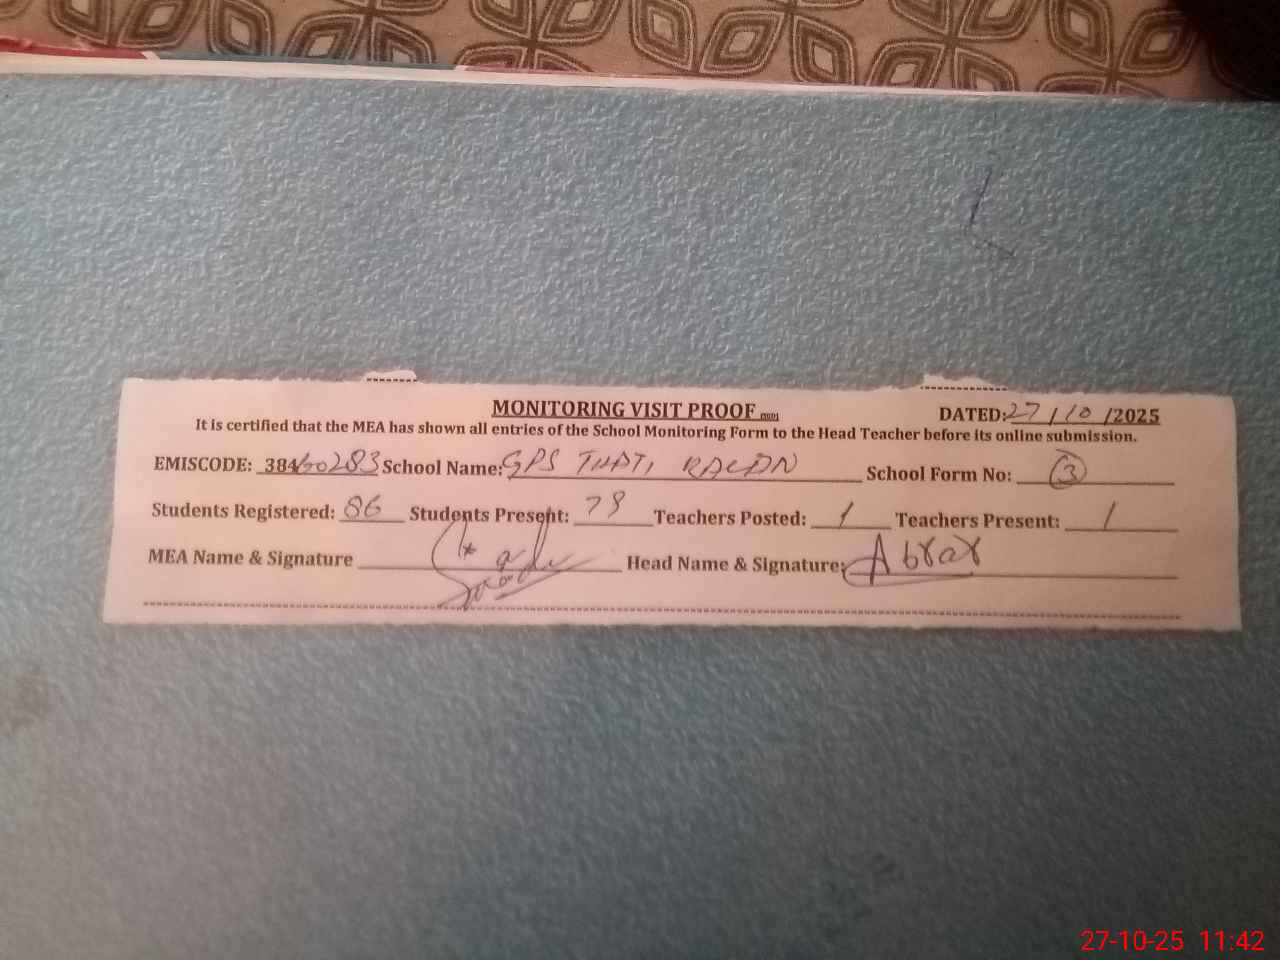 MONITORING VISIT PROOF
DATED: 27/10/2025
It is certified that the MEA has shown all entries of the School Monitoring Form to the Head Teacher before its online submission.
EMISCODE: 38460283 School Name: GPS THATI School Form No: 3
Students Registered: 86 Students Present: Teachers Posted: 1 Teachers Present: 1
MEA Name & Signature Head Name & Signature: Abrar
27-10-25 11:42